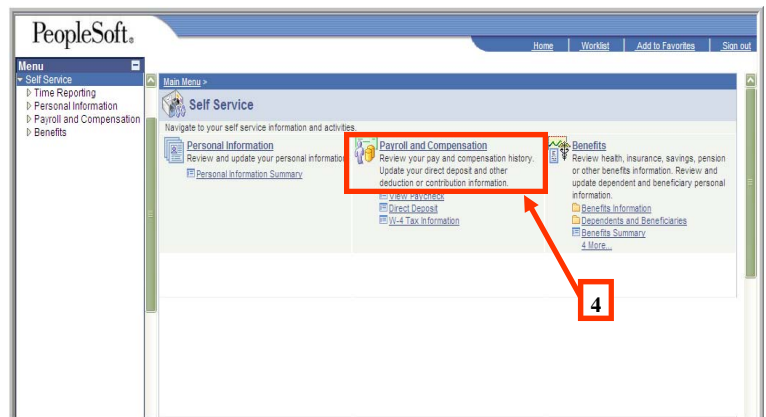 PeopleSoft®
Home Worklist Add to Favorites Sign out
Menu
Self Service
Time Reporting
Personal Information
Payroll and Compensation
Benefits
Main Menu >
Self Service
Navigate to your self service information and activities.
Personal Information
Review and update your personal information
Personal Information Summary
Payroll and Compensation
Review your pay and compensation history.
Update your direct deposit and other
deduction or contribution information.
View Paycheck
Direct Deposit
W-4 Tax Information
Benefits
Review health, insurance, savings, pension
or other benefits information. Review and
update dependent and beneficiary personal
information.
Benefits Information
Dependents and Beneficiaries
Benefits Summary
4 More...
4